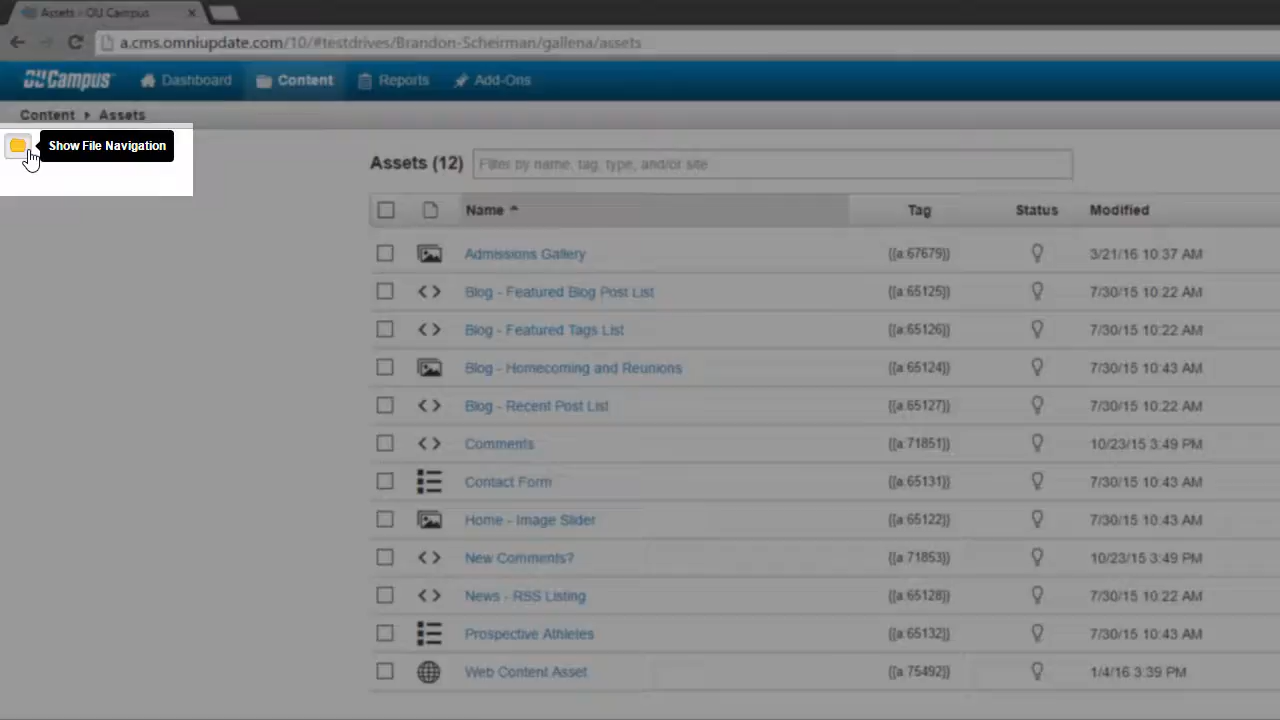 Assets - OU Campus
a.cms.omniupdate.com/10/#testdrives/Brandon-Scheirman/gallena/assets
OU Campus Dashboard Content Reports Add-Ons
Content Assets
Show File Navigation
Assets (12) Filter by name, tag, type, and/or site
Name Tag Status Modified
Admissions Gallery {{a:67679}} 3/21/16 10:37 AM
Blog - Featured Blog Post List {{a:65125}} 7/30/15 10:22 AM
Blog - Featured Tags List {{a:65126}} 7/30/15 10:22 AM
Blog - Homecoming and Reunions {{a:65124}} 7/30/15 10:43 AM
Blog - Recent Post List {{a:65127}} 7/30/15 10:22 AM
Comments {{a:71851}} 10/23/15 3:49 PM
Contact Form {{a:65131}} 7/30/15 10:43 AM
Home - Image Slider {{a:65122}} 7/30/15 10:43 AM
New Comments? {{a:71853}} 10/23/15 3:49 PM
News - RSS Listing {{a:65128}} 7/30/15 10:22 AM
Prospective Athletes {{a:65132}} 7/30/15 10:43 AM
Web Content Asset {{a:75492}} 1/4/16 3:39 PM